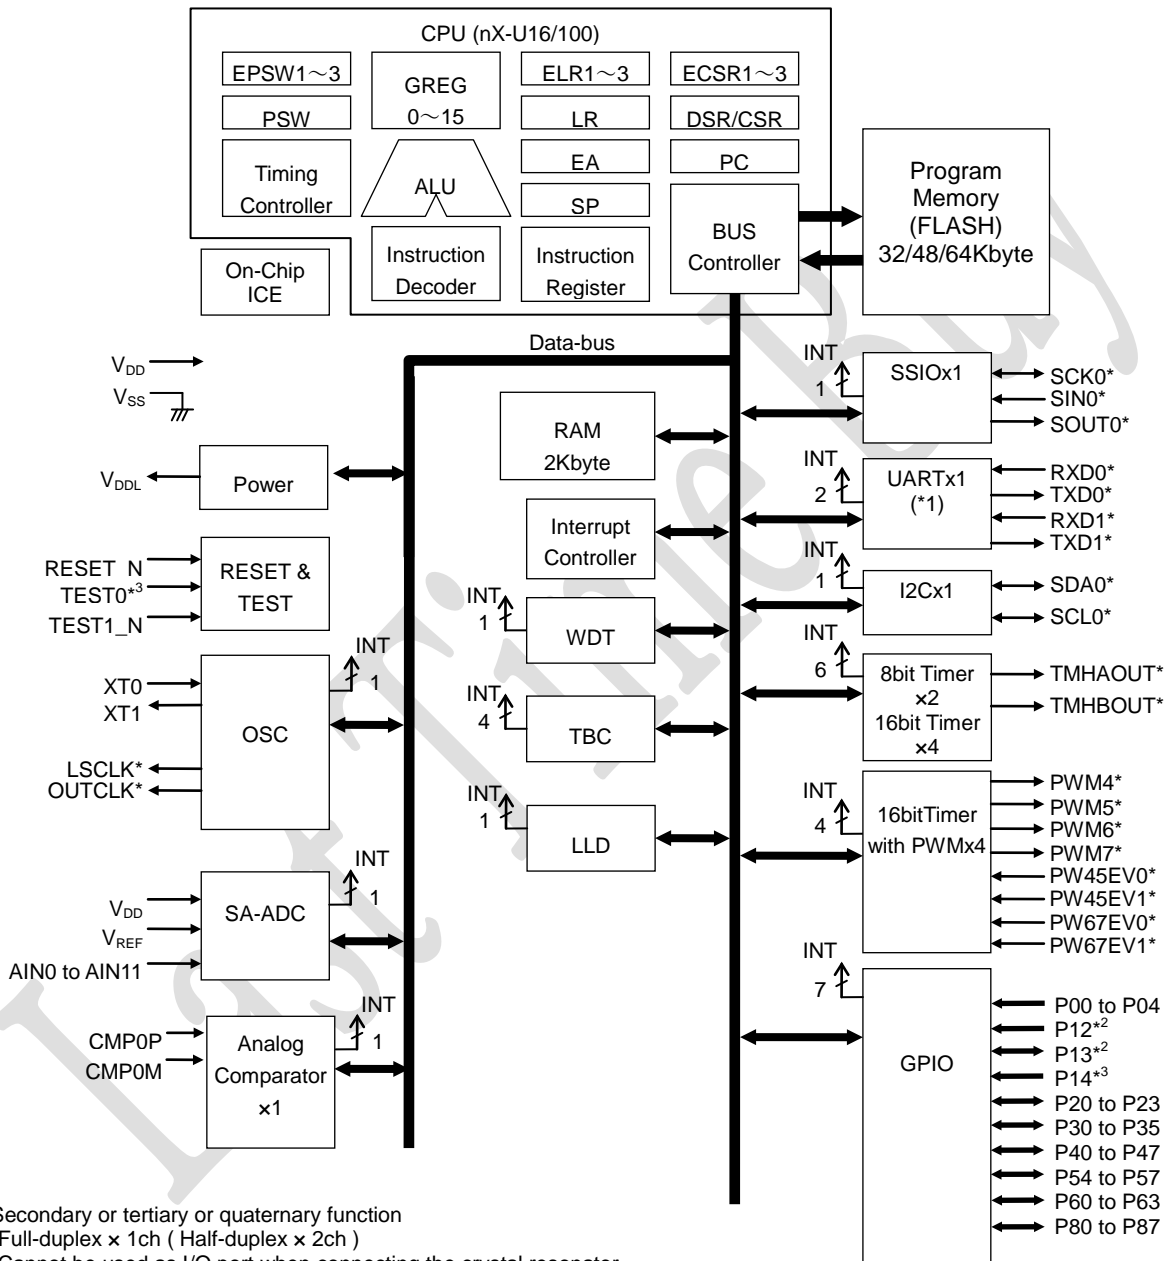 CPU (nX-U16/100)
EPSW1～3
GREG
0～15
ELR1～3
ECSR1～3
PSW
LR
DSR/CSR
Timing
Controller
ALU
EA
PC
SP
BUS
Controller
Instruction
Decoder
Instruction
Register
On-Chip
ICE
Program
Memory
(FLASH)
32/48/64Kbyte
Data-bus
VDD
VSS
VDDL
Power
RESET_N
TEST0*3
TEST1_N
RESET &
TEST
XT0
XT1
LSCLK*
OUTCLK*
OSC
INT
1
VDD
VREF
AIN0 to AIN11
SA-ADC
INT
1
CMP0P
CMP0M
Analog
Comparator
×1
INT
1
RAM
2Kbyte
Interrupt
Controller
INT
1
WDT
INT
4
TBC
INT
1
LLD
INT
1
SSIOx1
SCK0*
SIN0*
SOUT0*
INT
2
UARTx1
(*1)
RXD0*
TXD0*
RXD1*
TXD1*
INT
1
I2Cx1
SDA0*
SCL0*
INT
6
8bit Timer
×2
16bit Timer
×4
TMHAOUT*
TMHBOUT*
INT
4
16bitTimer
with PWMx4
PWM4*
PWM5*
PWM6*
PWM7*
PW45EV0*
PW45EV1*
PW67EV0*
PW67EV1*
INT
7
GPIO
P00 to P04
P12*2
P13*2
P14*3
P20 to P23
P30 to P35
P40 to P47
P54 to P57
P60 to P63
P80 to P87
Secondary or tertiary or quaternary function
Full-duplex × 1ch ( Half-duplex × 2ch )
Cannot be used as I/O port when connecting the crystal resonator
Last Time Buy